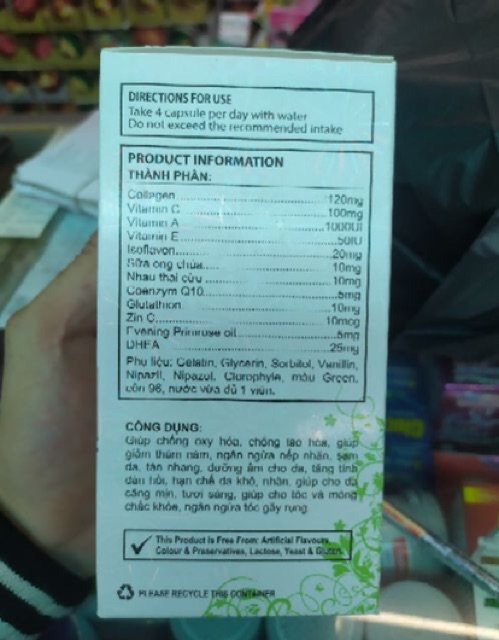 DIRECTIONS FOR USE
Take 4 capsule per day with water
Do not exceed the recommended intake
PRODUCT INFORMATION
THÀNH PHẦN:
Collagen......120mg
Vitamin C......100mg
Vitamin A......1000UI
Vitamin E......50IU
Isoflavon......20mg
Sữa ong chúa......10mg
Nhau thai cừu......10mg
Coenzym Q10......5mg
Glutathion......10mg
Zin C......10mcg
Evening Primrose oil......5mg
DHEA......25mg
Phụ liệu: Gelatin, Glycerin, Sorbitol, Vanillin,
Nipazil, Nipazol, Clorophyle, màu Green,
cồn 96, nước vừa đủ 1 viên.
CÔNG DỤNG:
Giúp chống oxy hóa, chống lão hóa, giúp
giảm thâm nám, ngăn ngừa nếp nhăn, sạm
da, tàn nhang, dưỡng ẩm cho da, tăng tính
đàn hồi, hạn chế da khô, nhăn, giúp cho da
căng mịn, tươi sáng, giúp cho tóc và móng
chắc khỏe, ngăn ngừa tóc gãy rụng.
This Product is Free From: Artificial Flavours,
Colour & Preservatives, Lactose, Yeast & Gluten.
PLEASE RECYCLE THIS CONTAINER